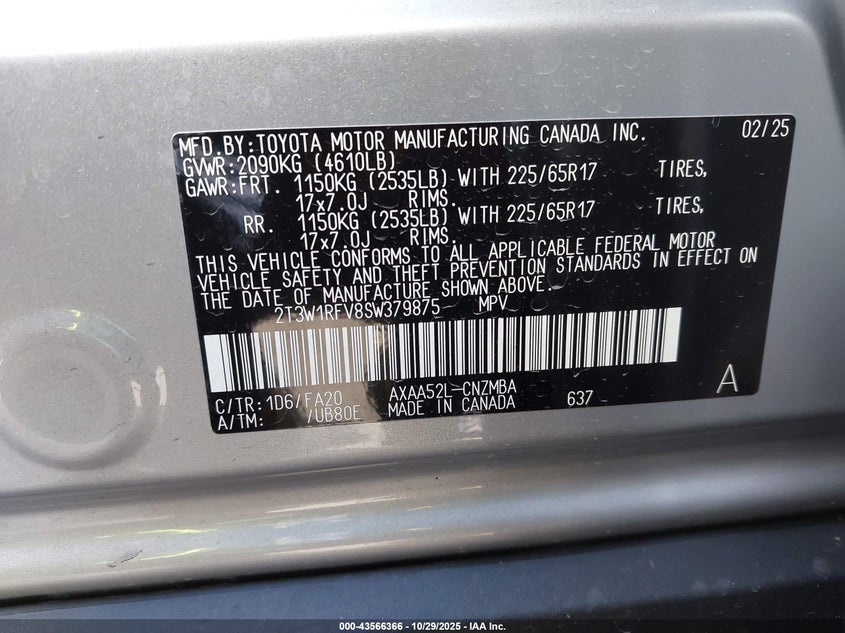 MFD.BY:TOYOTA MOTOR MANUFACTURING CANADA INC. 02/25
GVWR:2090KG (4610LB)
GAWR:FRT. 1150KG (2535LB) WITH 225/65R17 TIRES,
17x7.0J RIMS.
RR. 1150KG (2535LB) WITH 225/65R17 TIRES,
17x7.0J RIMS.
THIS VEHICLE CONFORMS TO ALL APPLICABLE FEDERAL MOTOR
VEHICLE SAFETY AND THEFT PREVENTION STANDARDS IN EFFECT ON
THE DATE OF MANUFACTURE SHOWN ABOVE.
2T3W1RFV8SW379875 MPV
C/TR:1D6/FA20 AXAA52L-CNZMBA
A/TM: /UB80E MADE IN CANADA 637 A
000-43566366 - 10/29/2025 - IAA Inc.